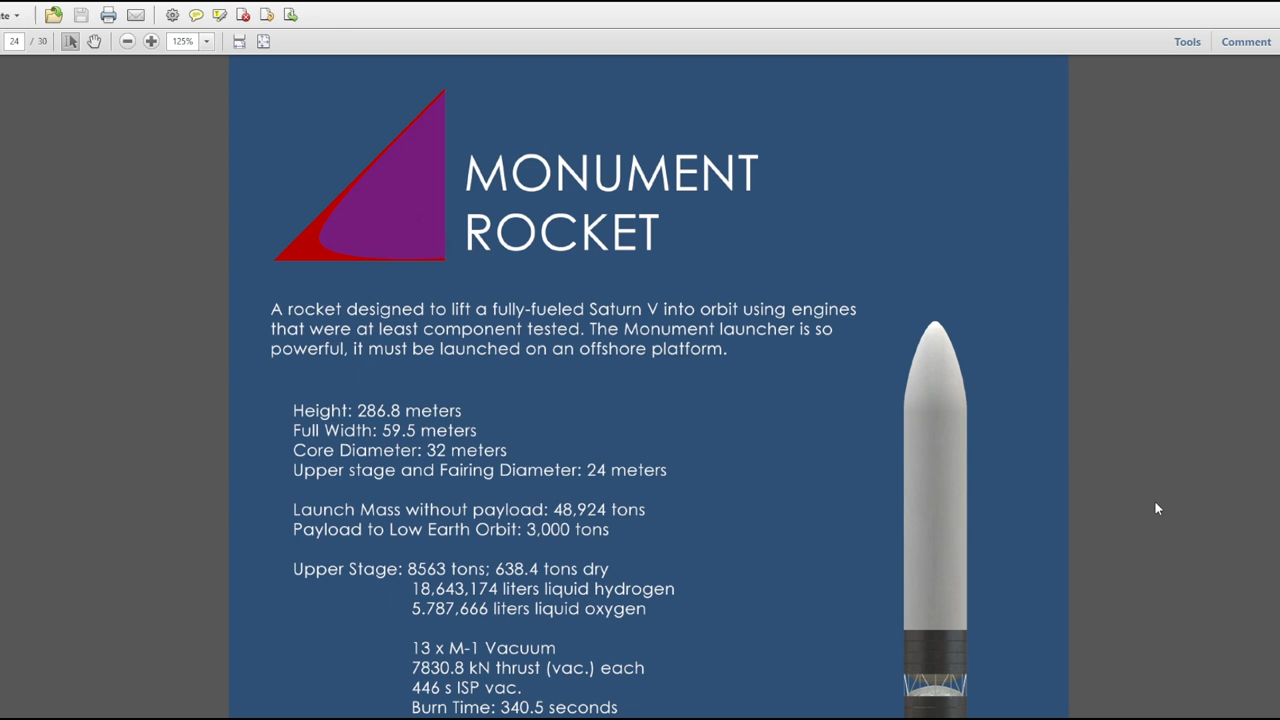 te
24 / 30
125%
Tools
Comment
MONUMENT
ROCKET
A rocket designed to lift a fully-fueled Saturn V into orbit using engines
that were at least component tested. The Monument launcher is so
powerful, it must be launched on an offshore platform.
Height: 286.8 meters
Full Width: 59.5 meters
Core Diameter: 32 meters
Upper stage and Fairing Diameter: 24 meters
Launch Mass without payload: 48,924 tons
Payload to Low Earth Orbit: 3,000 tons
Upper Stage: 8563 tons; 638.4 tons dry
18,643,174 liters liquid hydrogen
5.787,666 liters liquid oxygen
13 x M-1 Vacuum
7830.8 kN thrust (vac.) each
446 s ISP vac.
Burn Time: 340.5 seconds